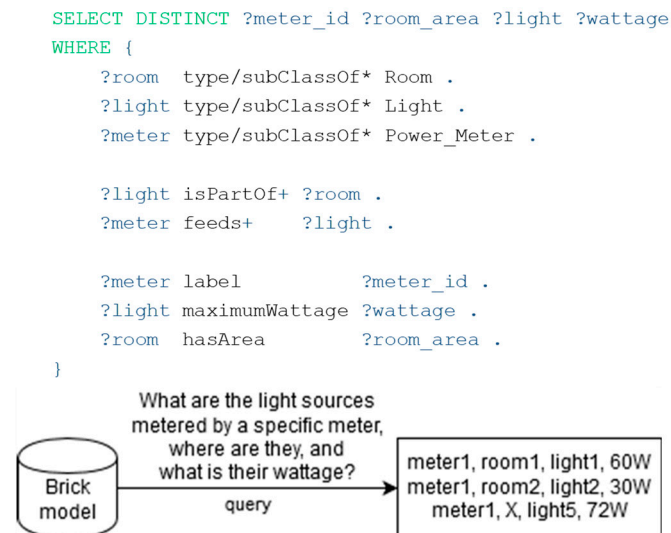 SELECT DISTINCT ?meter_id ?room_area ?light ?wattage
WHERE {
?room type/subClassOf* Room .
?light type/subClassOf* Light .
?meter type/subClassOf* Power_Meter .
?light isPartOf+ ?room .
?meter feeds+ ?light .
?meter label ?meter_id .
?light maximumWattage ?wattage .
?room hasArea ?room_area .
}
What are the light sources
metered by a specific meter,
where are they, and
what is their wattage?
query
Brick
model
meter1, room1, light1, 60W
meter1, room2, light2, 30W
meter1, X, light5, 72W